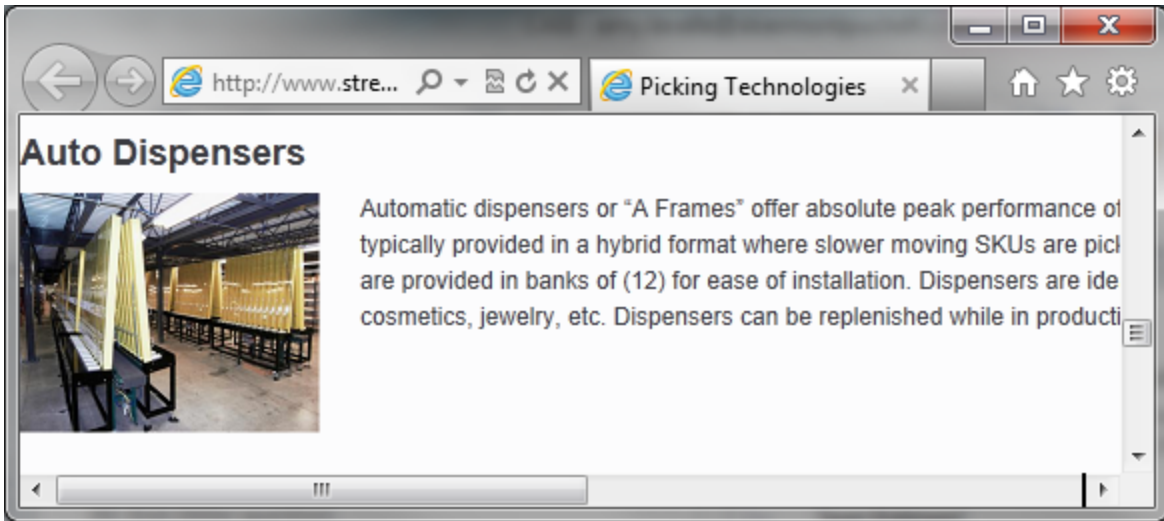 http://www.stre...
Picking Technologies
Auto Dispensers
Automatic dispensers or “A Frames” offer absolute peak performance of
typically provided in a hybrid format where slower moving SKUs are pick
are provided in banks of (12) for ease of installation. Dispensers are ide
cosmetics, jewelry, etc. Dispensers can be replenished while in producti